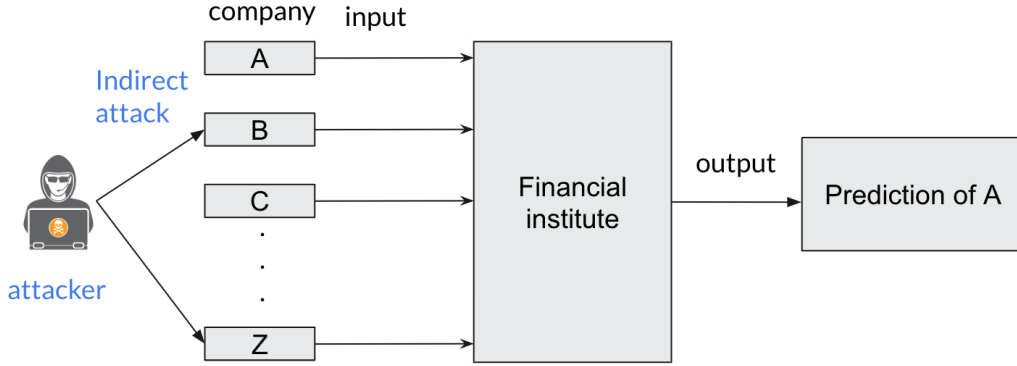 company
input
A
Indirect
attack
B
output
C
Financial
institute
Prediction of A
.
.
.
attacker
Z